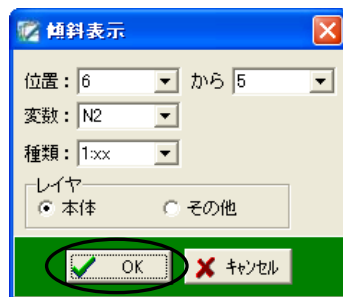 傾斜表示
位置： 6 から 5
変数： N2
種類： 1:xx
レイヤ
本体 その他
OK ｷｬﾝｾﾙ